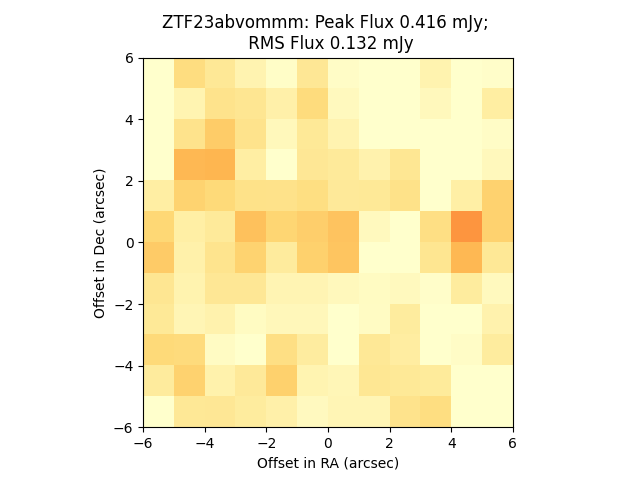 ZTF23abvommm: Peak Flux 0.416 mJy;
RMS Flux 0.132 mJy
6
4
2
0
−2
−4
−6
Offset in Dec (arcsec)
−6 −4 −2 0 2 4 6
Offset in RA (arcsec)